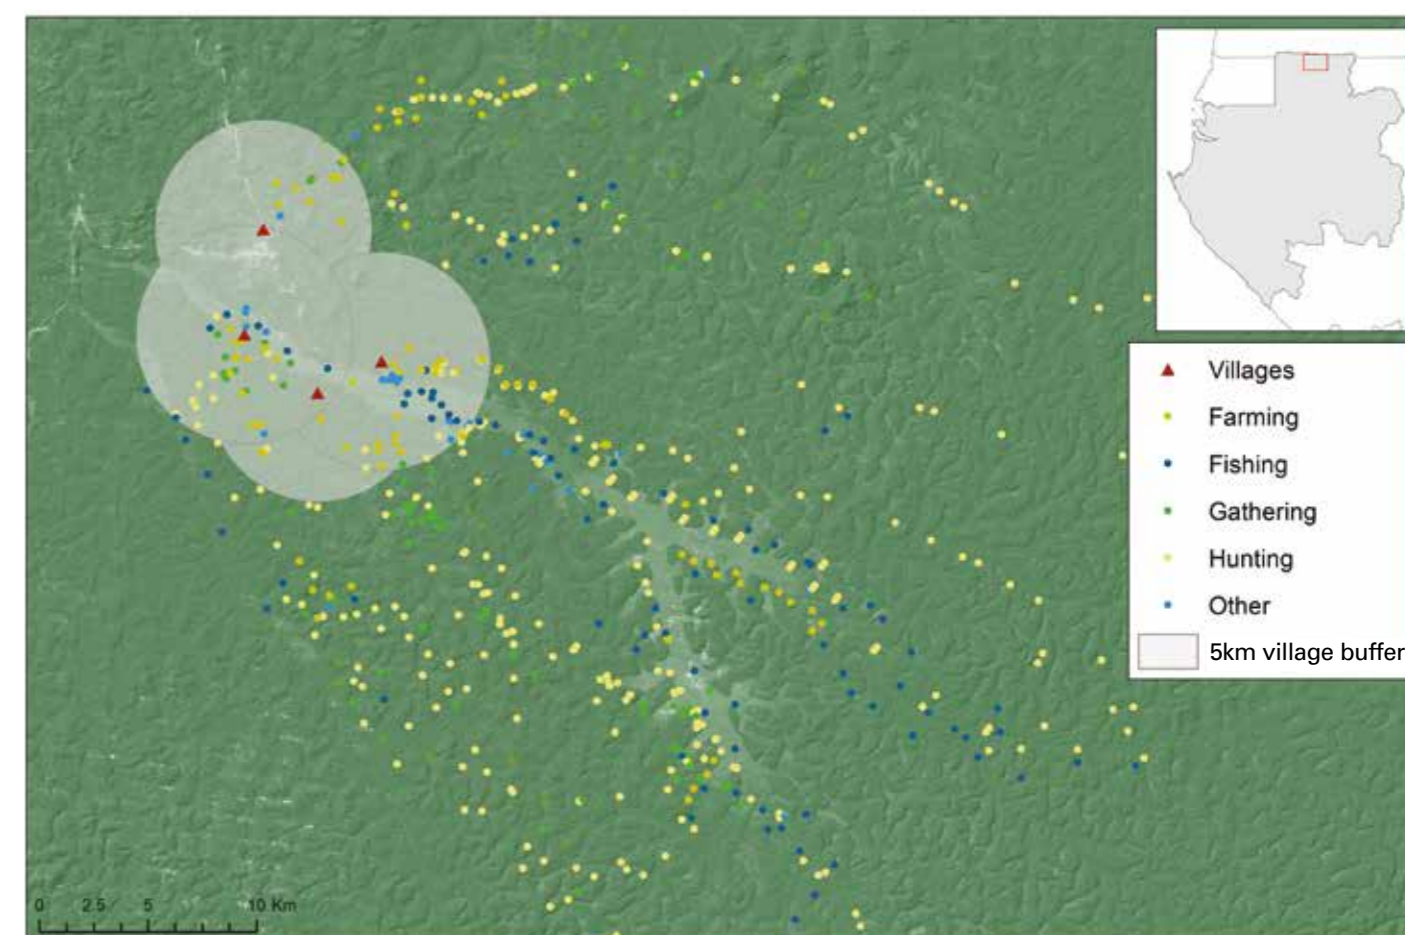 Villages
Farming
Fishing
Gathering
Hunting
Other
5km village buffer
0 2.5 5 10 Km